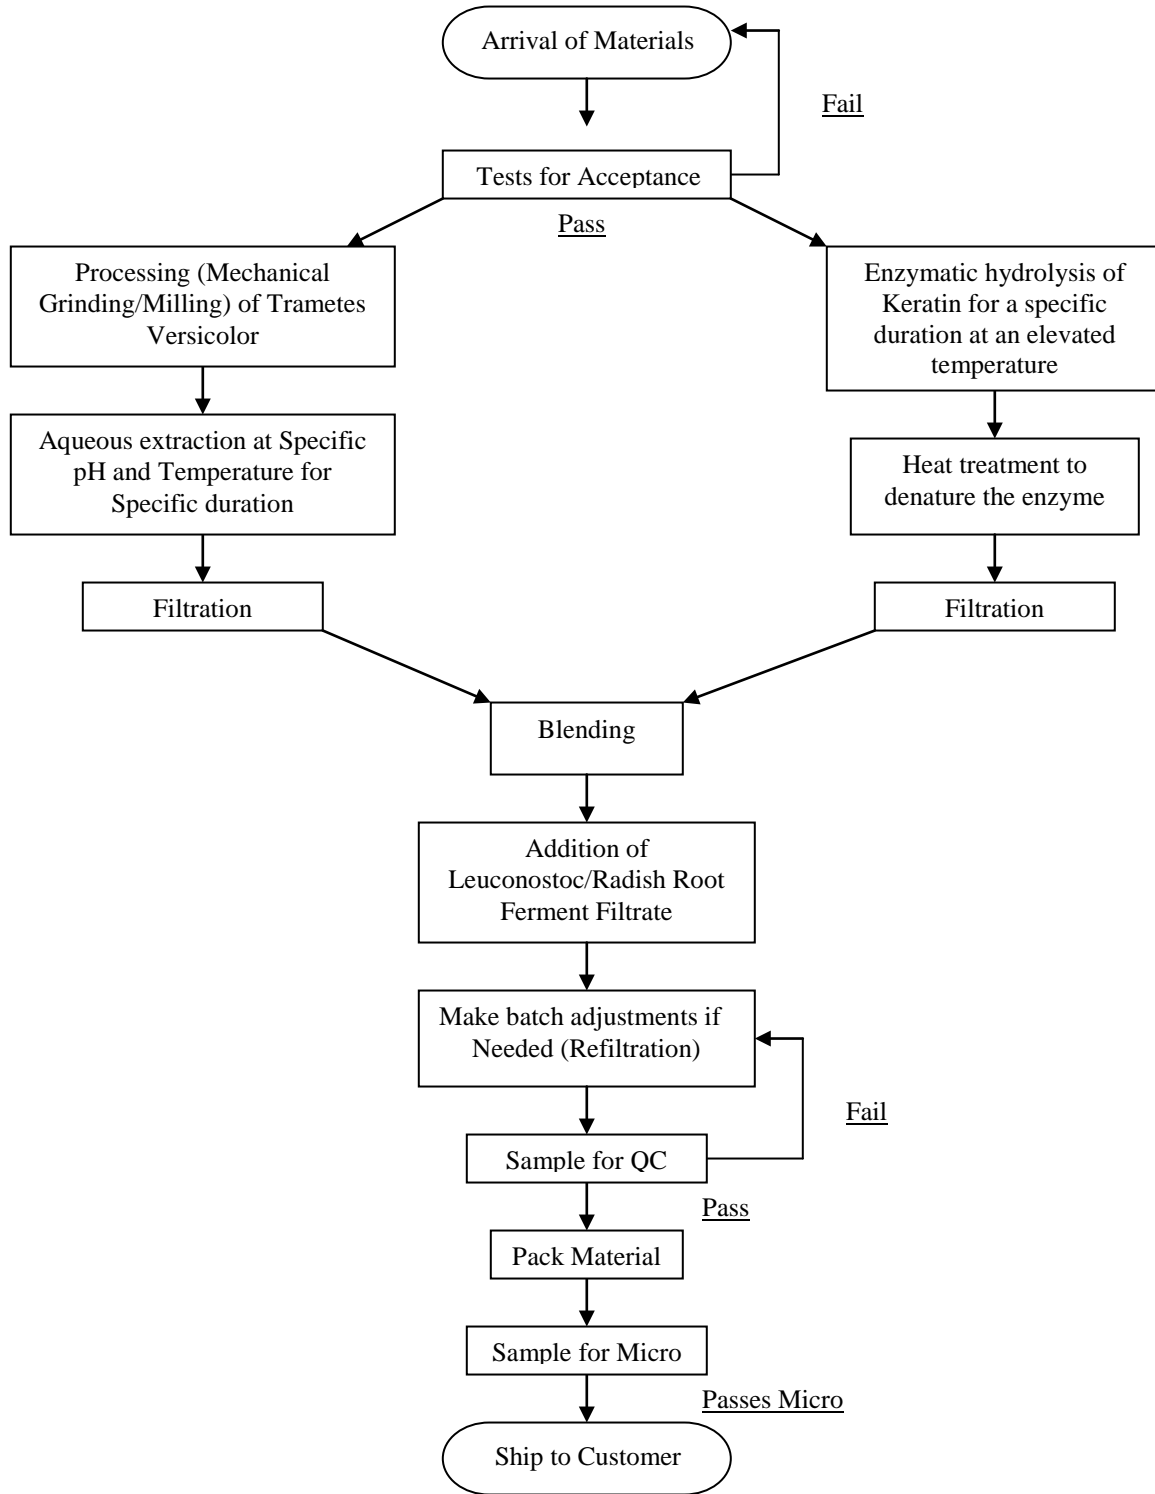 Arrival of Materials
Fail
Tests for Acceptance
Pass
Processing (Mechanical
Grinding/Milling) of Trametes
Versicolor
Enzymatic hydrolysis of
Keratin for a specific
duration at an elevated
temperature
Aqueous extraction at Specific
pH and Temperature for
Specific duration
Heat treatment to
denature the enzyme
Filtration
Filtration
Blending
Addition of
Leuconostoc/Radish Root
Ferment Filtrate
Make batch adjustments if
Needed (Refiltration)
Fail
Sample for QC
Pass
Pack Material
Sample for Micro
Passes Micro
Ship to Customer